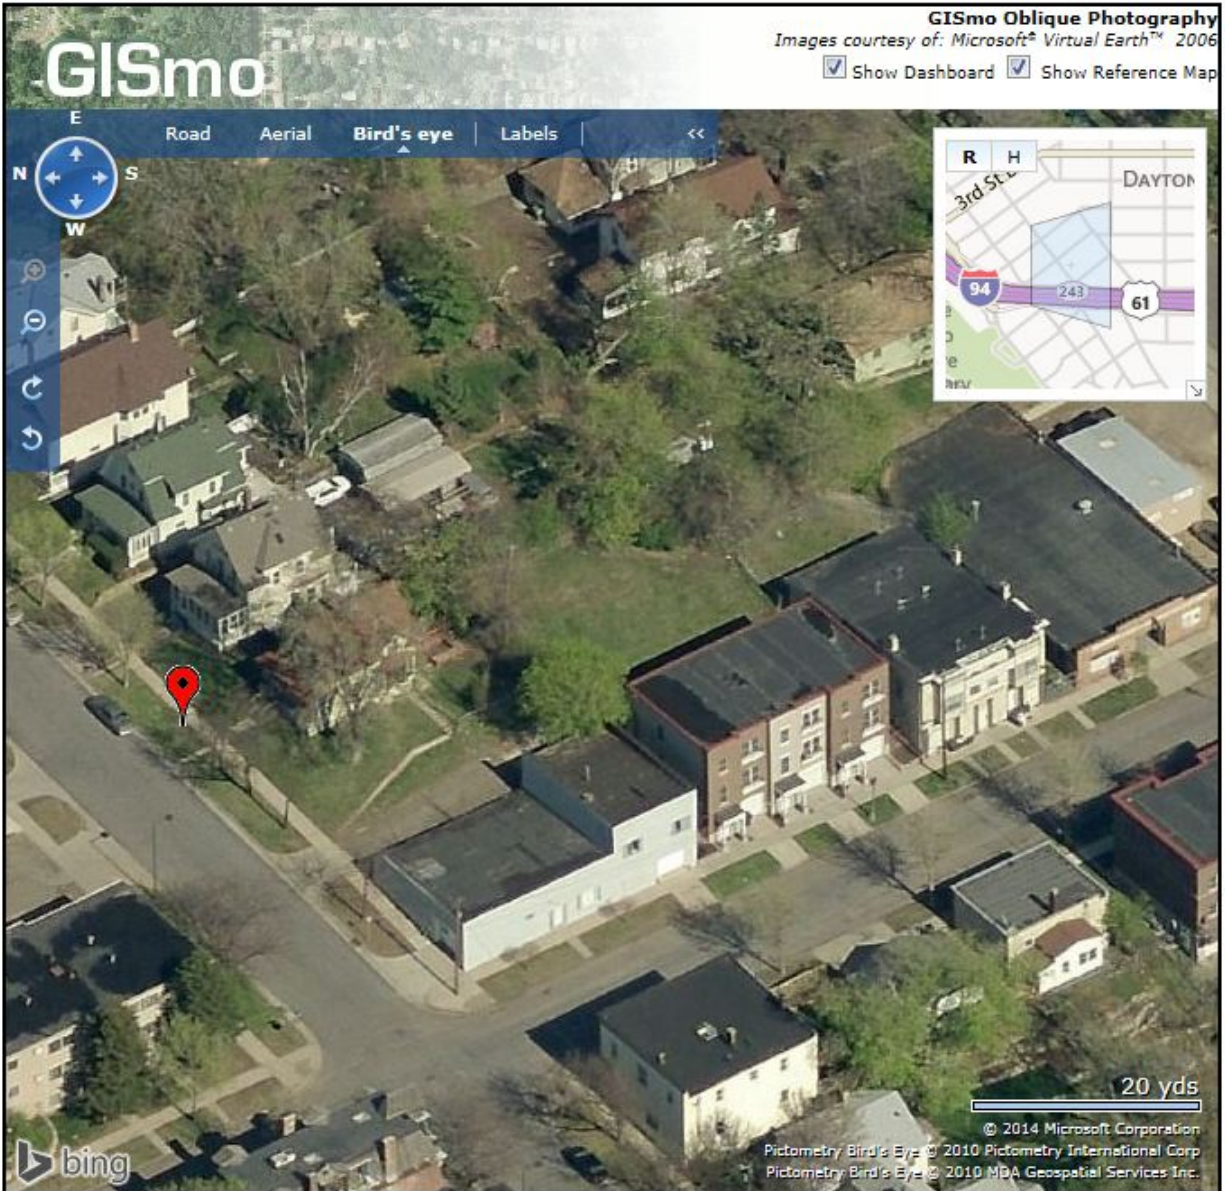 GISmo
GISmo Oblique Photography
Images courtesy of: Microsoft® Virtual Earth™ 2006
Show Dashboard Show Reference Map
E
N S
W
Road Aerial Bird's eye Labels <<
R H
3rd St
DAYTON
94 243 61
20 yds
© 2014 Microsoft Corporation
Pictometry Bird's Eye © 2010 Pictometry International Corp
Pictometry Bird's Eye © 2010 MDA Geospatial Services Inc.
bing